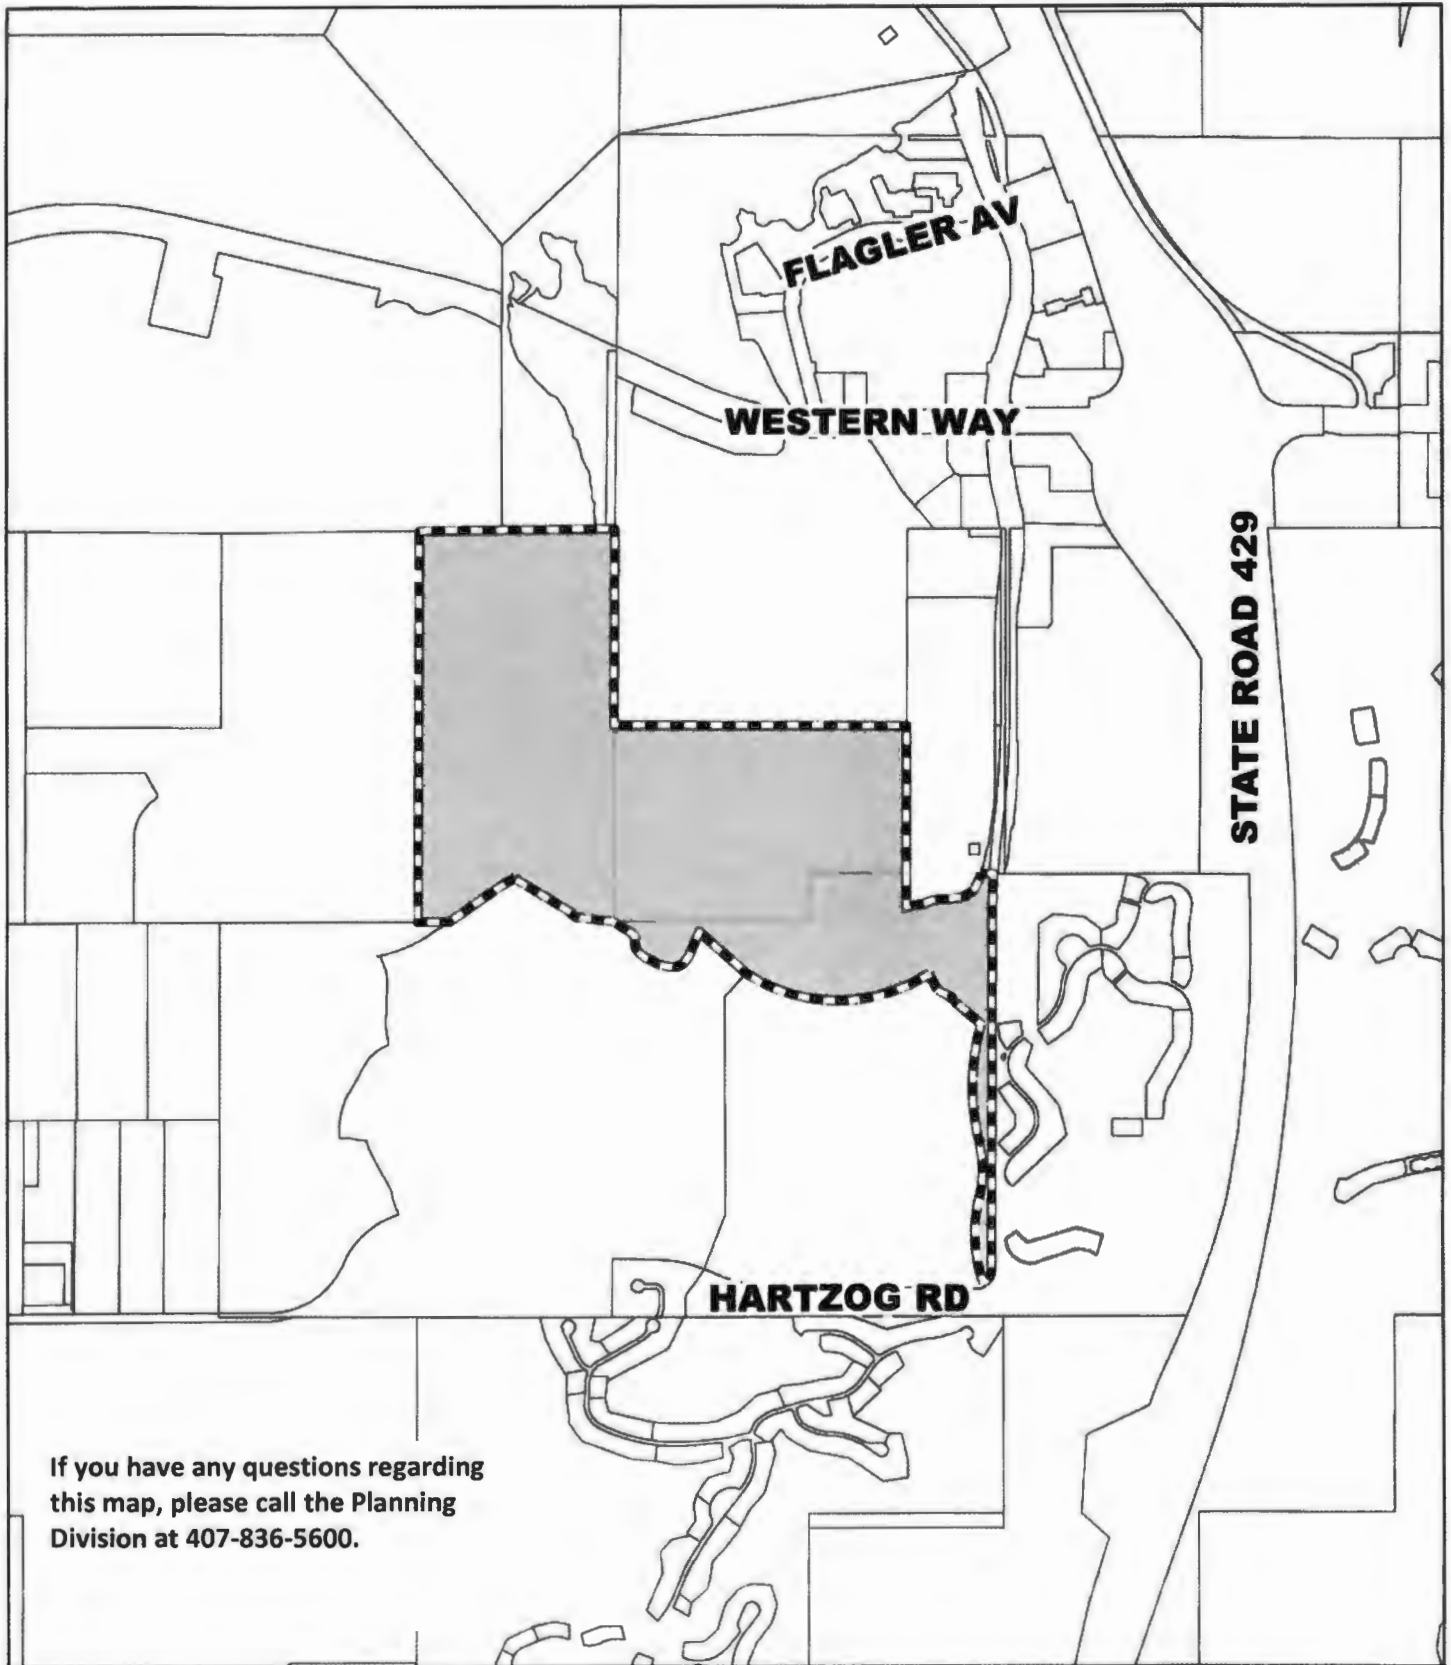 FLAGLER AV
WESTERN WAY
STATE ROAD 429
HARTZOG RD
If you have any questions regarding
this map, please call the Planning
Division at 407-836-5600.